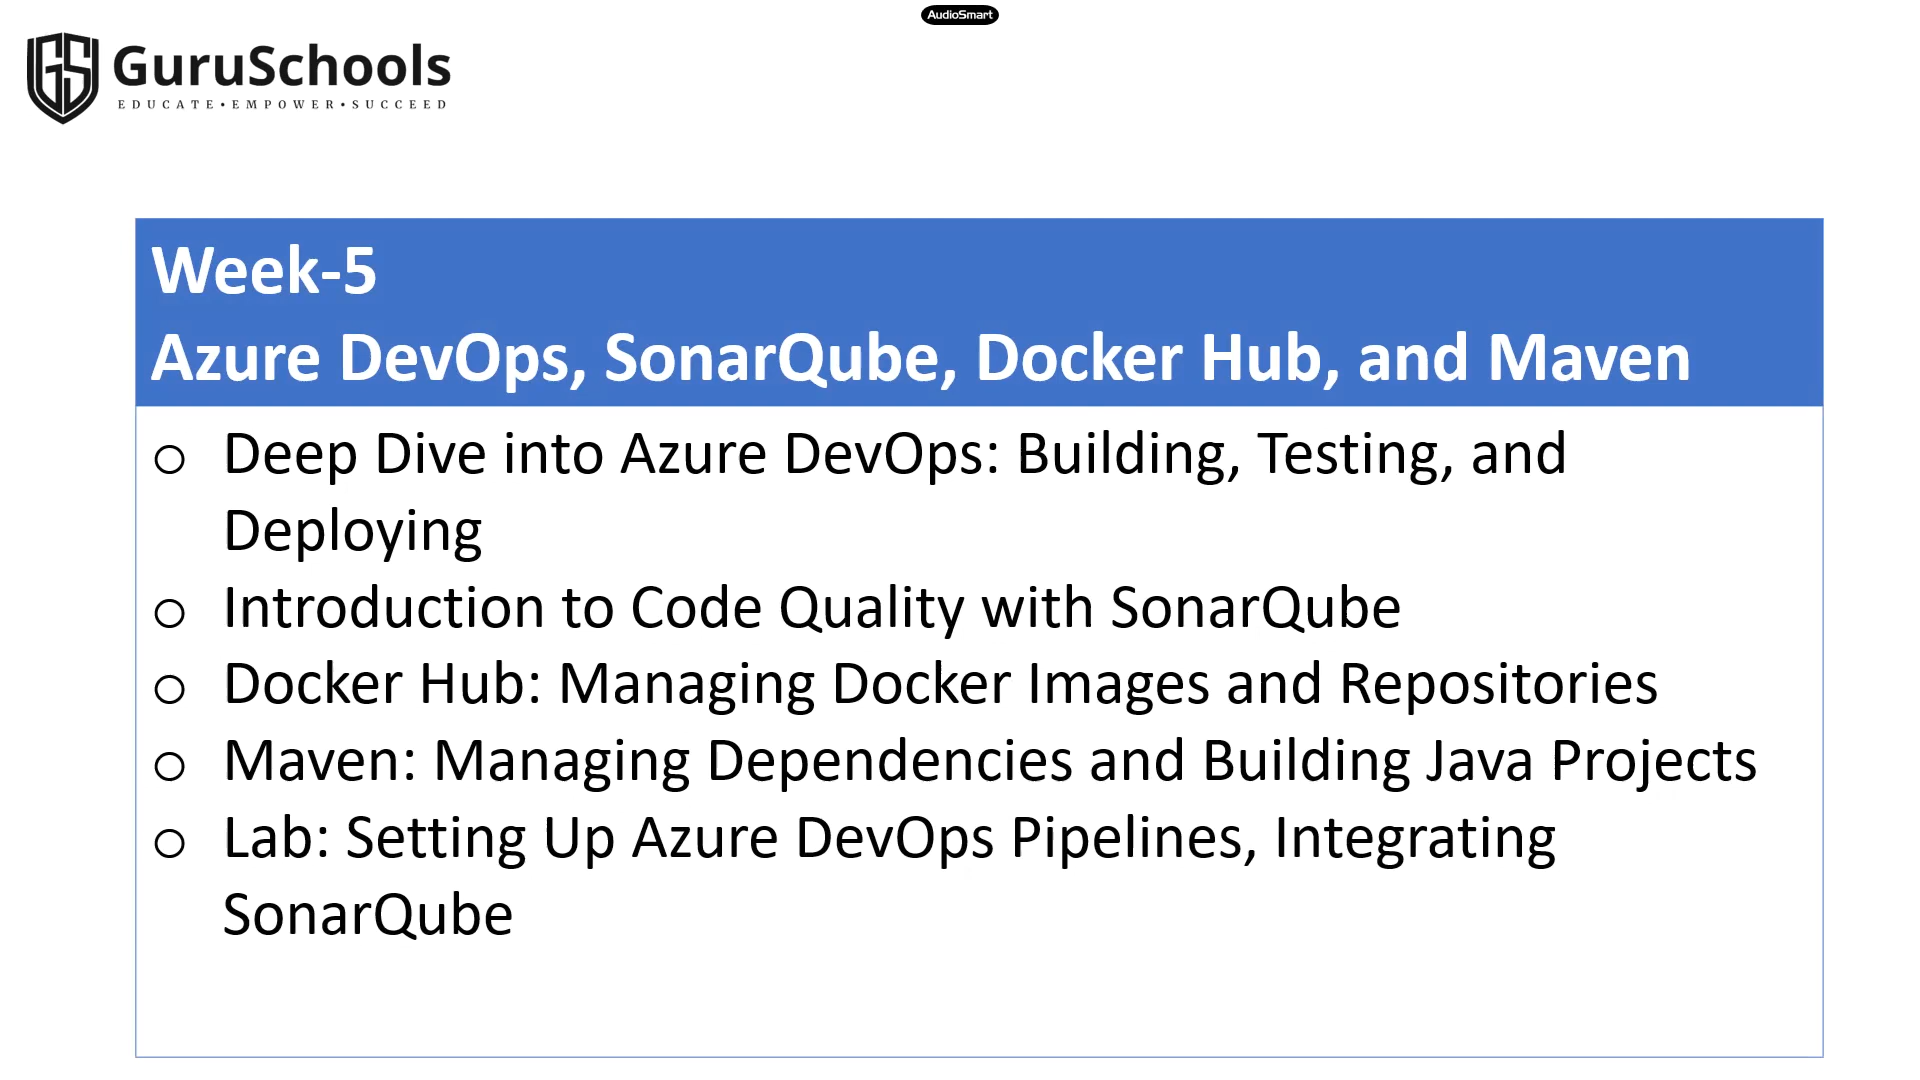 AudioSmart
GS GuruSchools
EDUCATE•EMPOWER•SUCCEED
Week-5
Azure DevOps, SonarQube, Docker Hub, and Maven
o Deep Dive into Azure DevOps: Building, Testing, and
Deploying
o Introduction to Code Quality with SonarQube
o Docker Hub: Managing Docker Images and Repositories
o Maven: Managing Dependencies and Building Java Projects
o Lab: Setting Up Azure DevOps Pipelines, Integrating
SonarQube